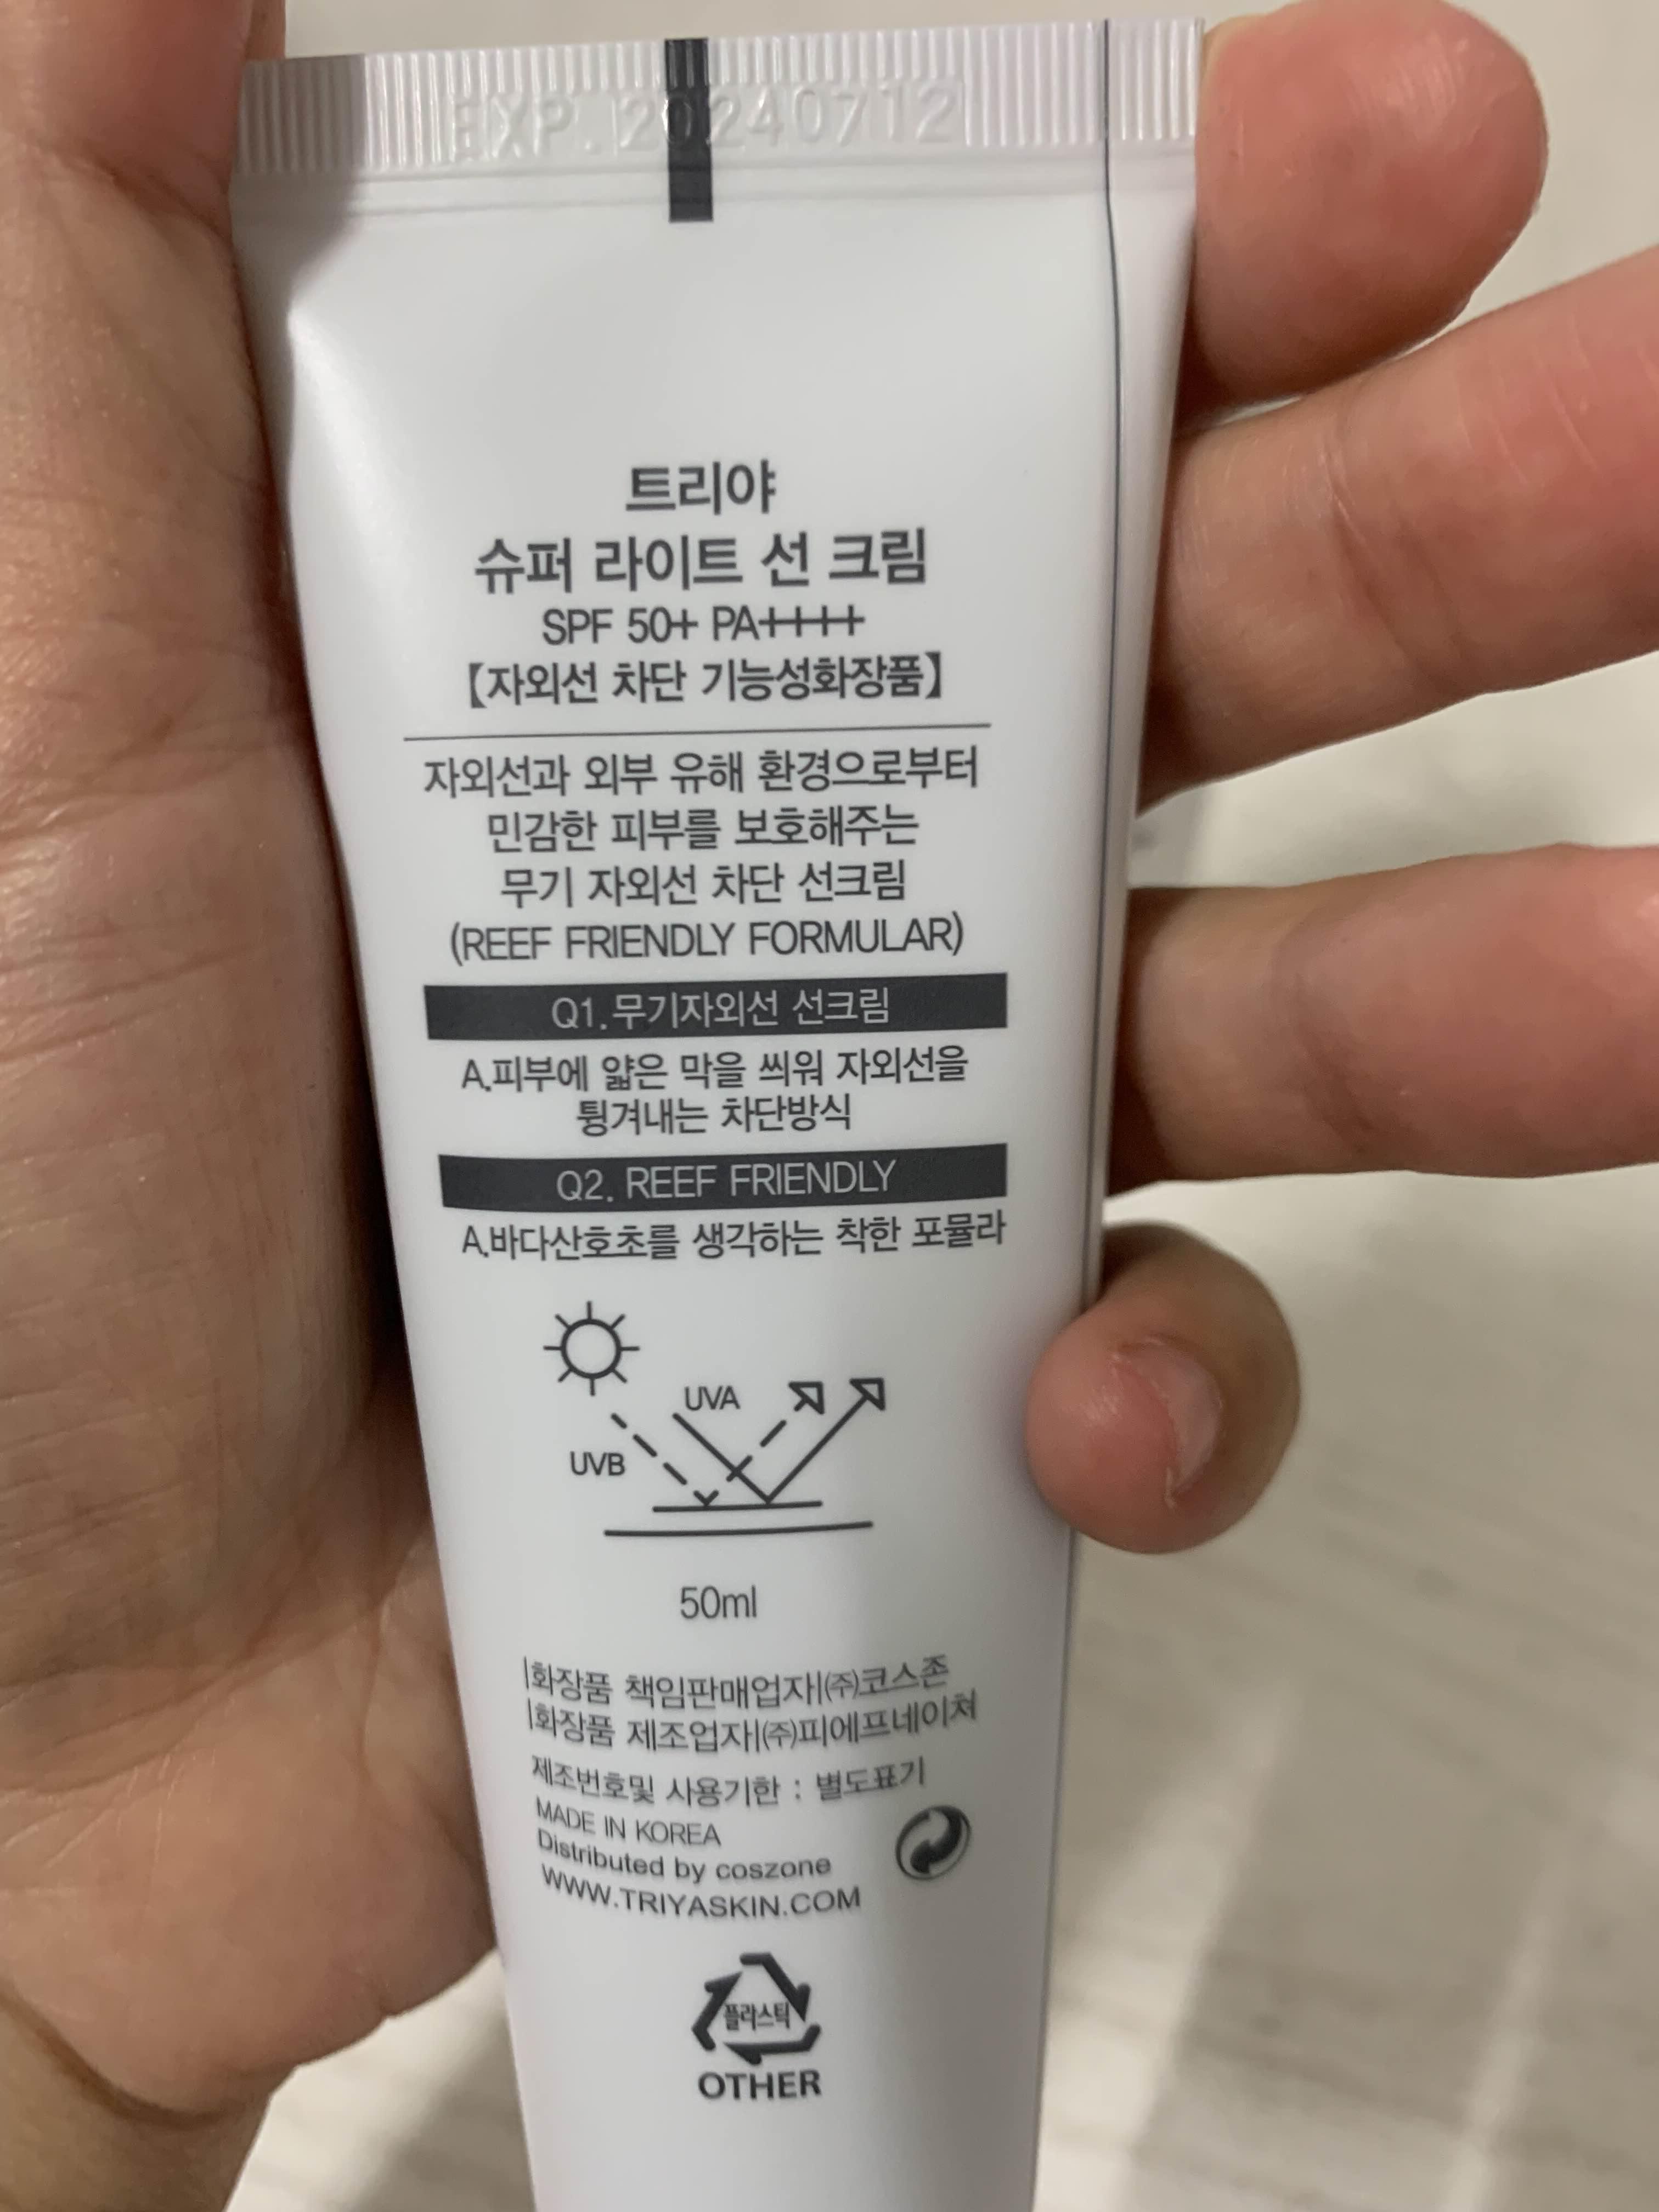 EXP. 20240712
트리야
슈퍼 라이트 선 크림
SPF 50+ PA++++
【자외선 차단 기능성화장품】
자외선과 외부 유해 환경으로부터
민감한 피부를 보호해주는
무기 자외선 차단 선크림
(REEF FRIENDLY FORMULAR)
Q1.무기자외선 선크림
A.피부에 얇은 막을 씌워 자외선을
튕겨내는 차단방식
Q2. REEF FRIENDLY
A.바다산호초를 생각하는 착한 포뮬라
UVA
UVB
50ml
|화장품 책임판매업자|㈜코스존
|화장품 제조업자|㈜피에프네이쳐
제조번호및 사용기한 : 별도표기
MADE IN KOREA
Distributed by coszone
WWW.TRIYASKIN.COM
플라스틱
OTHER